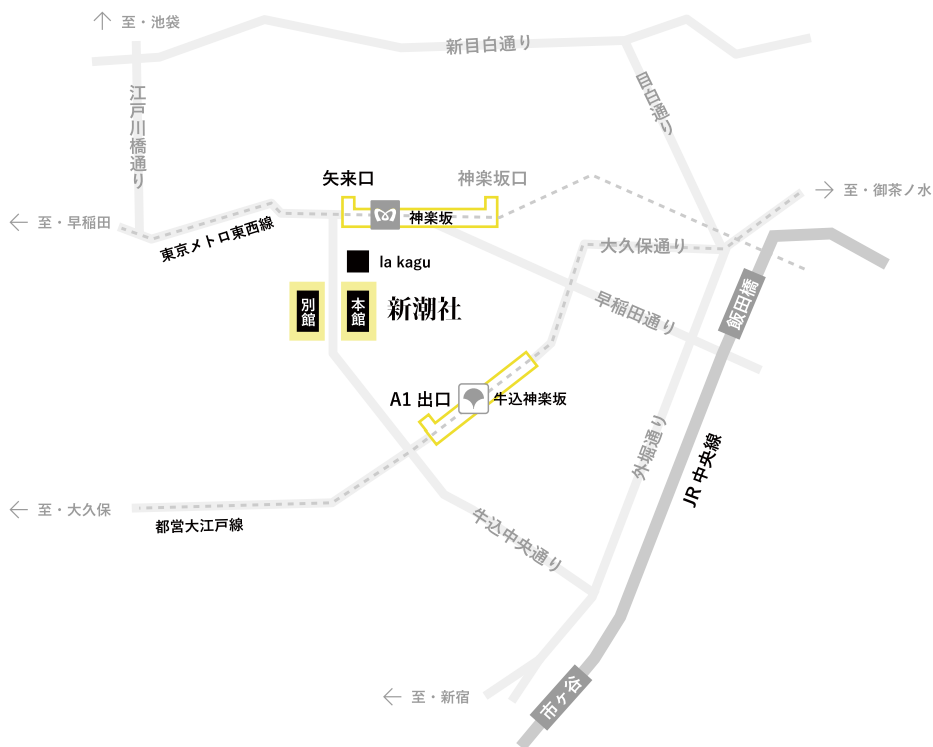 至・池袋
新目白通り
江戸川橋通り
目白通り
矢来口
神楽坂口
至・御茶ノ水
至・早稲田
東京メトロ東西線
神楽坂
大久保通り
la kagu
別館
本館
新潮社
早稲田通り
飯田橋
A1 出口
牛込神楽坂
外堀通り
JR 中央線
至・大久保
都営大江戸線
牛込中央通り
至・新宿
市ヶ谷